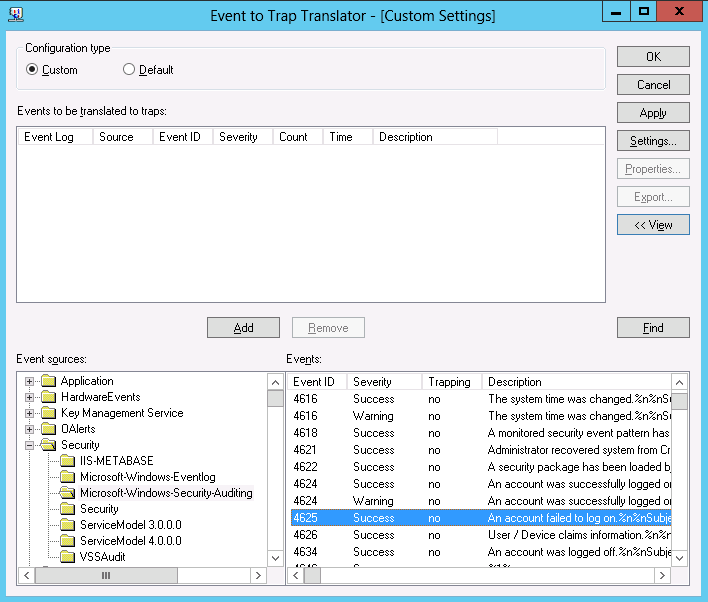 Event to Trap Translator - [Custom Settings]
Configuration type
Custom
Default
OK
Cancel
Apply
Settings...
Properties...
Export...
<< View
Events to be translated to traps:
Event Log Source Event ID Severity Count Time Description
Add
Remove
Find
Event sources:
Application
HardwareEvents
Key Management Service
OAlerts
Security
IIS-METABASE
Microsoft-Windows-Eventlog
Microsoft-Windows-Security-Auditing
Security
ServiceModel 3.0.0.0
ServiceModel 4.0.0.0
VSSAudit
Events:
Event ID Severity Trapping Description
4616 Success no The system time was changed.%n%nSu
4616 Warning no The system time was changed.%n%nSu
4618 Success no A monitored security event pattern has
4621 Success no Administrator recovered system from Cr
4622 Success no A security package has been loaded b
4624 Success no An account was successfully logged o
4624 Warning no An account was successfully logged o
4625 Success no An account failed to log on.%n%nSubje
4626 Success no User / Device claims information.%n%
4634 Success no An account was logged off.%n%nSubje